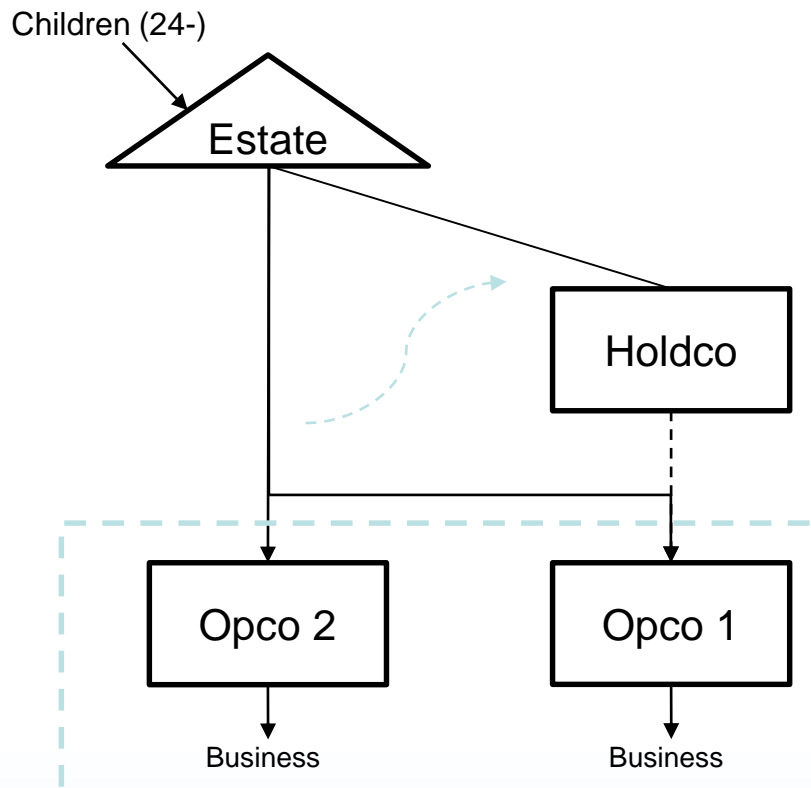 Children (24-)
Estate
Holdco
Opco 2
Opco 1
Business
Business